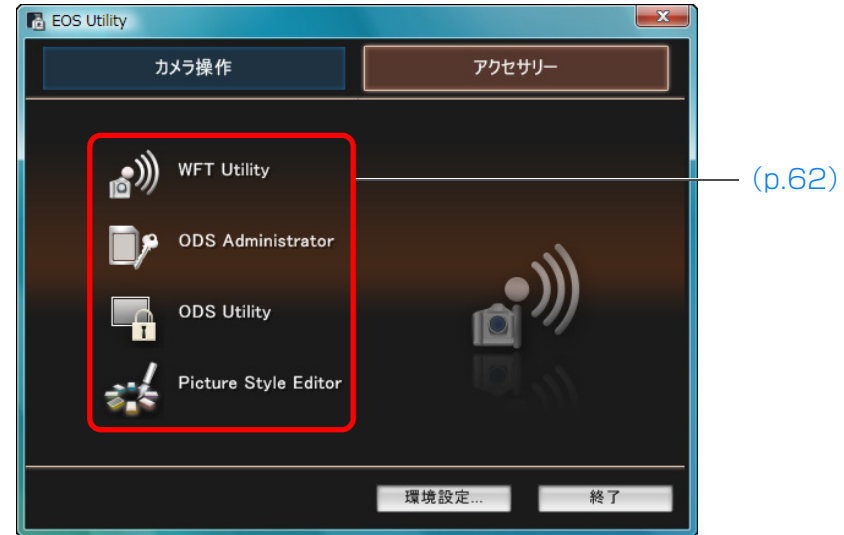 EOS Utility
カメラ操作
アクセサリー
WFT Utility
(p.62)
ODS Administrator
ODS Utility
Picture Style Editor
環境設定...
終了